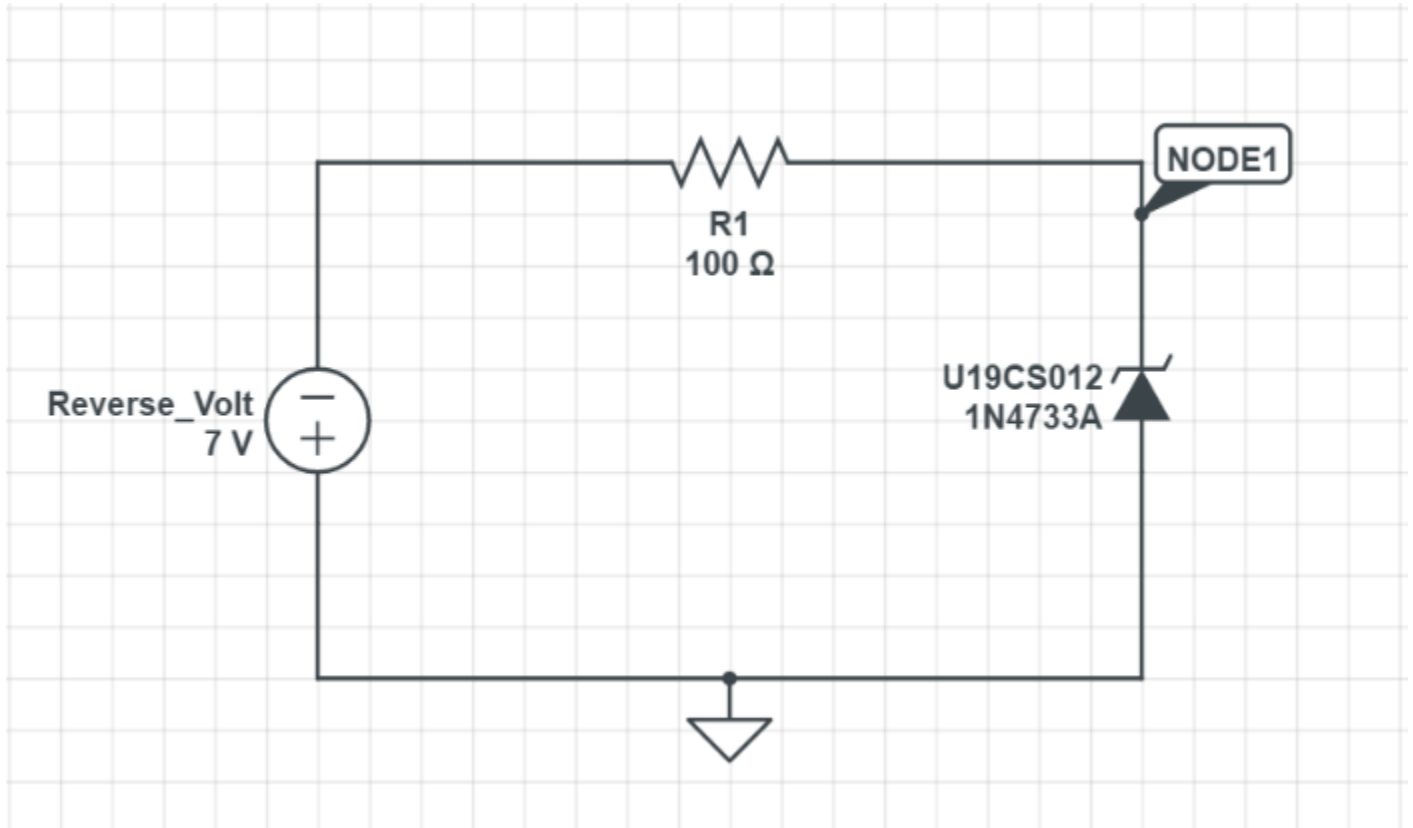 NODE1
R1
100 Ω
Reverse_Volt
7 V
U19CS012
1N4733A